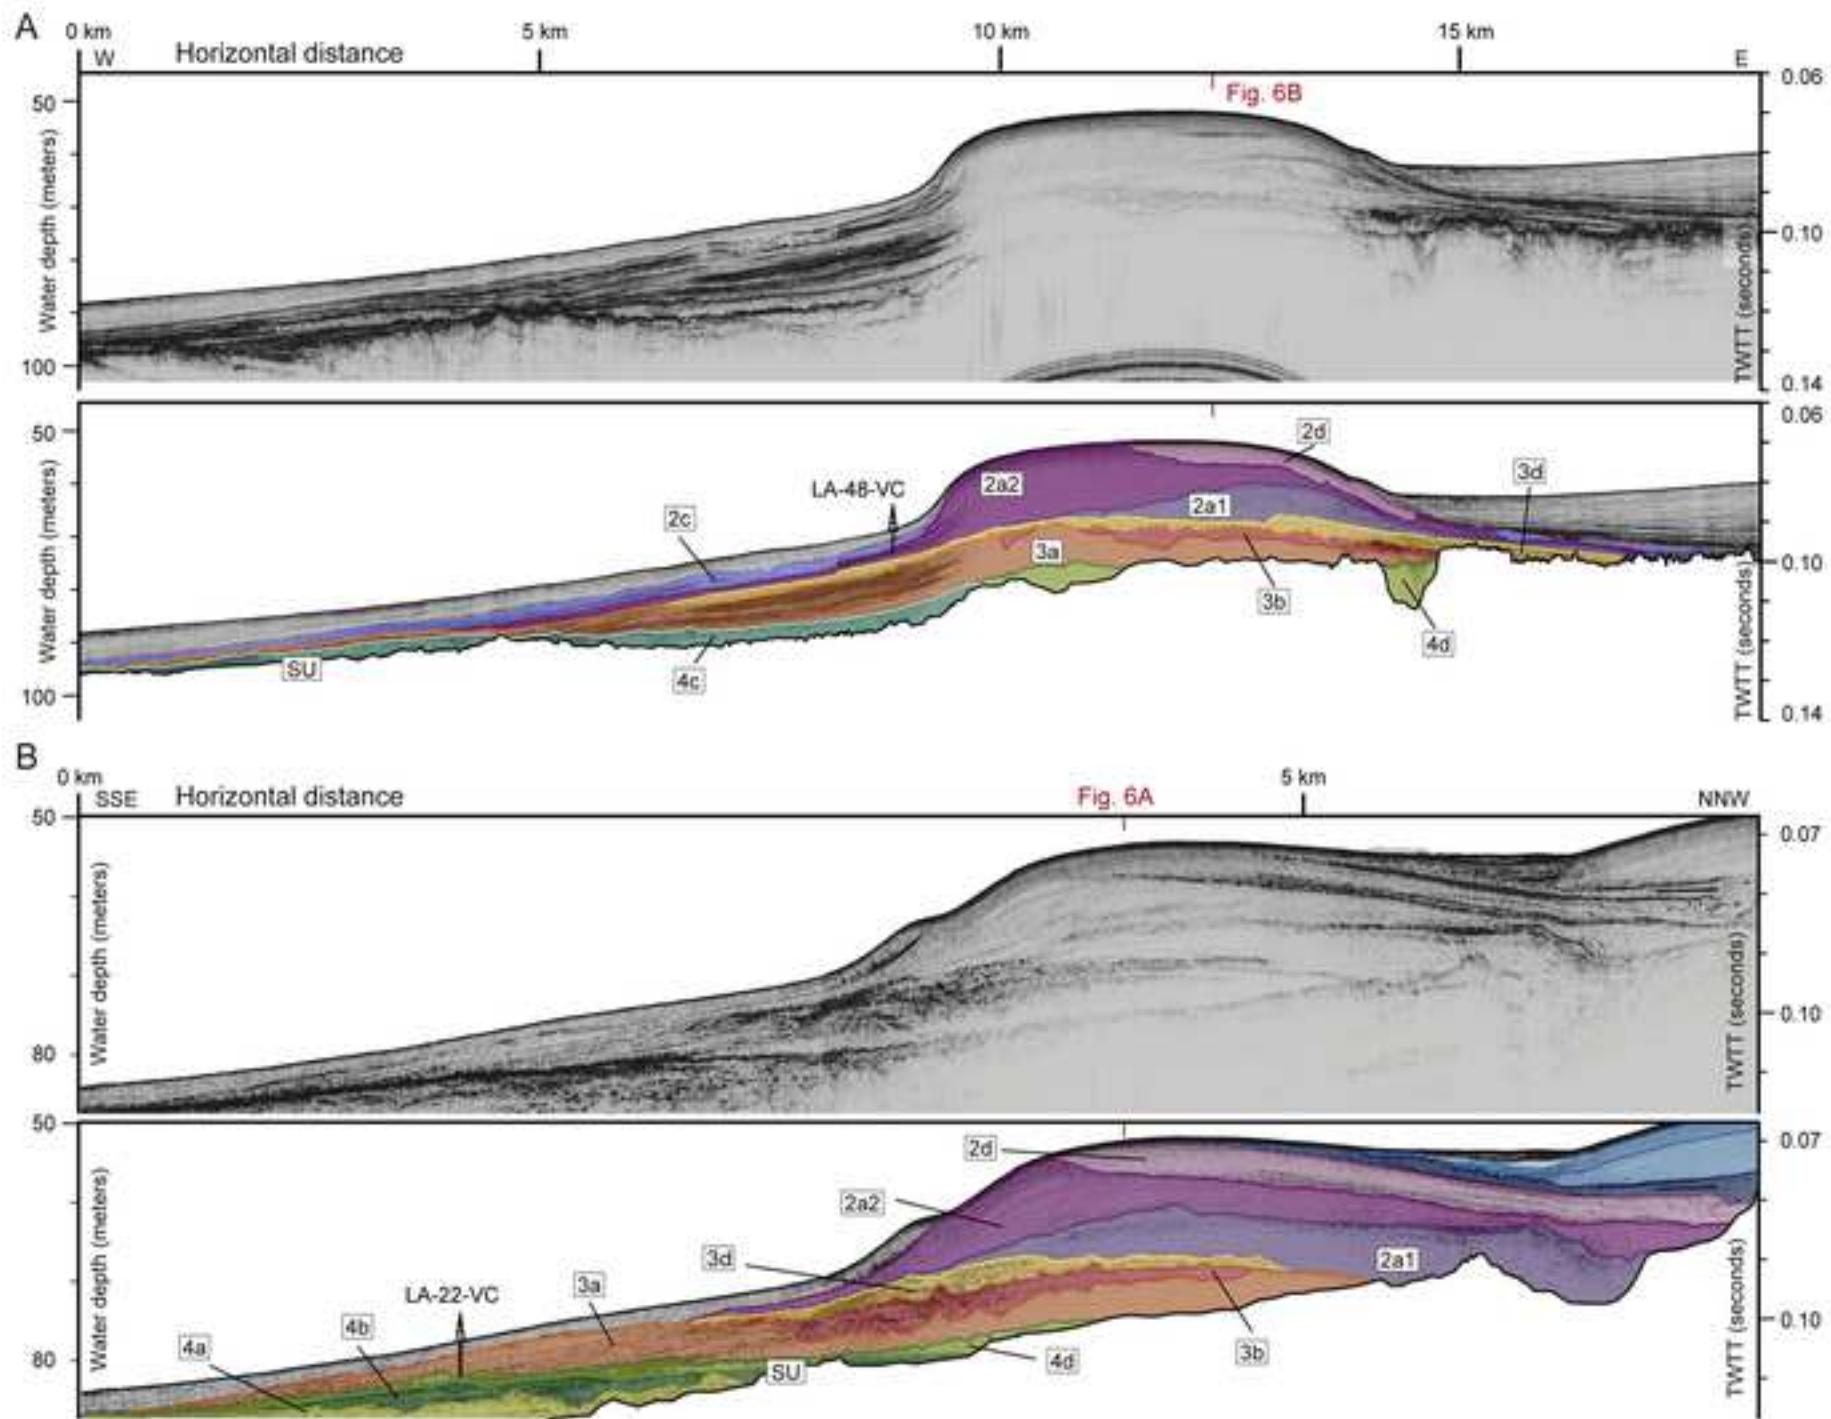 A
0 km 5 km 10 km 15 km
W Horizontal distance E
Fig. 6B
50
100
Water depth (meters)
0.06
0.10
0.14
TWTT (seconds)
50
100
Water depth (meters)
2d
3d
2a2
LA-48-VC
2a1
2c
3a
3b
4d
SU
4c
0.06
0.10
0.14
TWTT (seconds)
B
0 km 5 km
SSE Horizontal distance Fig. 6A NNW
50
80
Water depth (meters)
0.07
0.10
TWTT (seconds)
50
80
Water depth (meters)
2d
2a2
3d
2a1
3a
LA-22-VC
4b
4a
3b
4d
SU
0.07
0.10
TWTT (seconds)